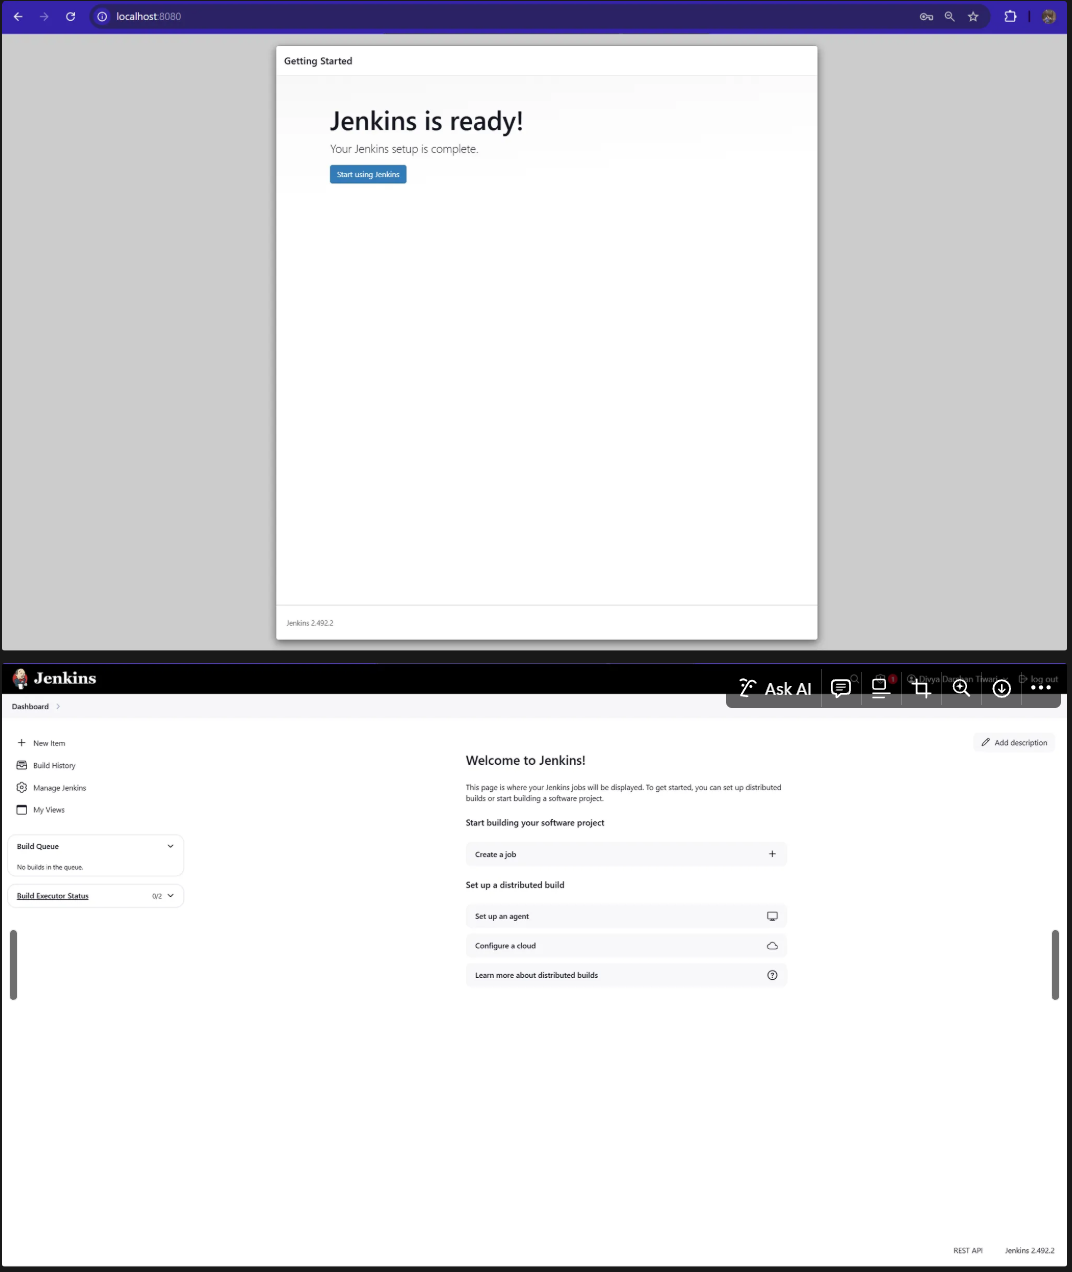 localhost:8080
Getting Started
Jenkins is ready!
Your Jenkins setup is complete.
Start using Jenkins
Jenkins 2.492.2
Jenkins
Ask AI
Divya Darshan Tiwari
log out
Dashboard
Add description
New Item
Build History
Manage Jenkins
My Views
Build Queue
No builds in the queue.
Build Executor Status
0/2
Welcome to Jenkins!
This page is where your Jenkins jobs will be displayed. To get started, you can set up distributed
builds or start building a software project.
Start building your software project
Create a job
Set up a distributed build
Set up an agent
Configure a cloud
Learn more about distributed builds
REST API
Jenkins 2.492.2